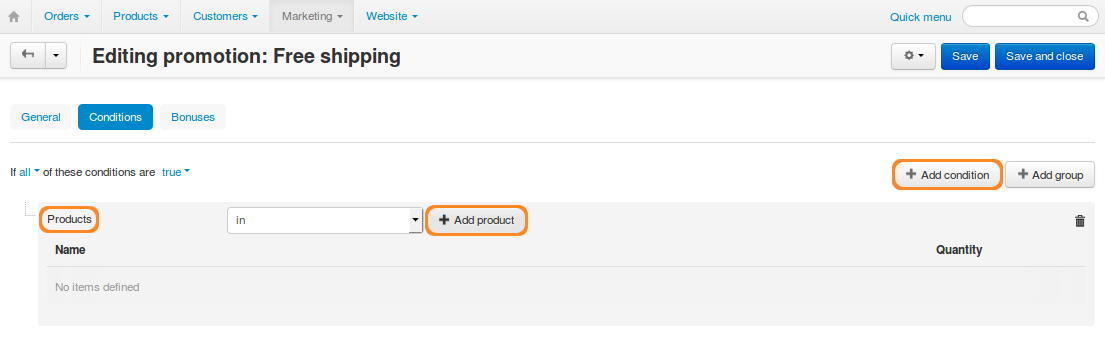 Orders Products Customers Marketing Website Quick menu
Editing promotion: Free shipping Save Save and close
General Conditions Bonuses
If all of these conditions are true Add condition Add group
Products in Add product
Name Quantity
No items defined